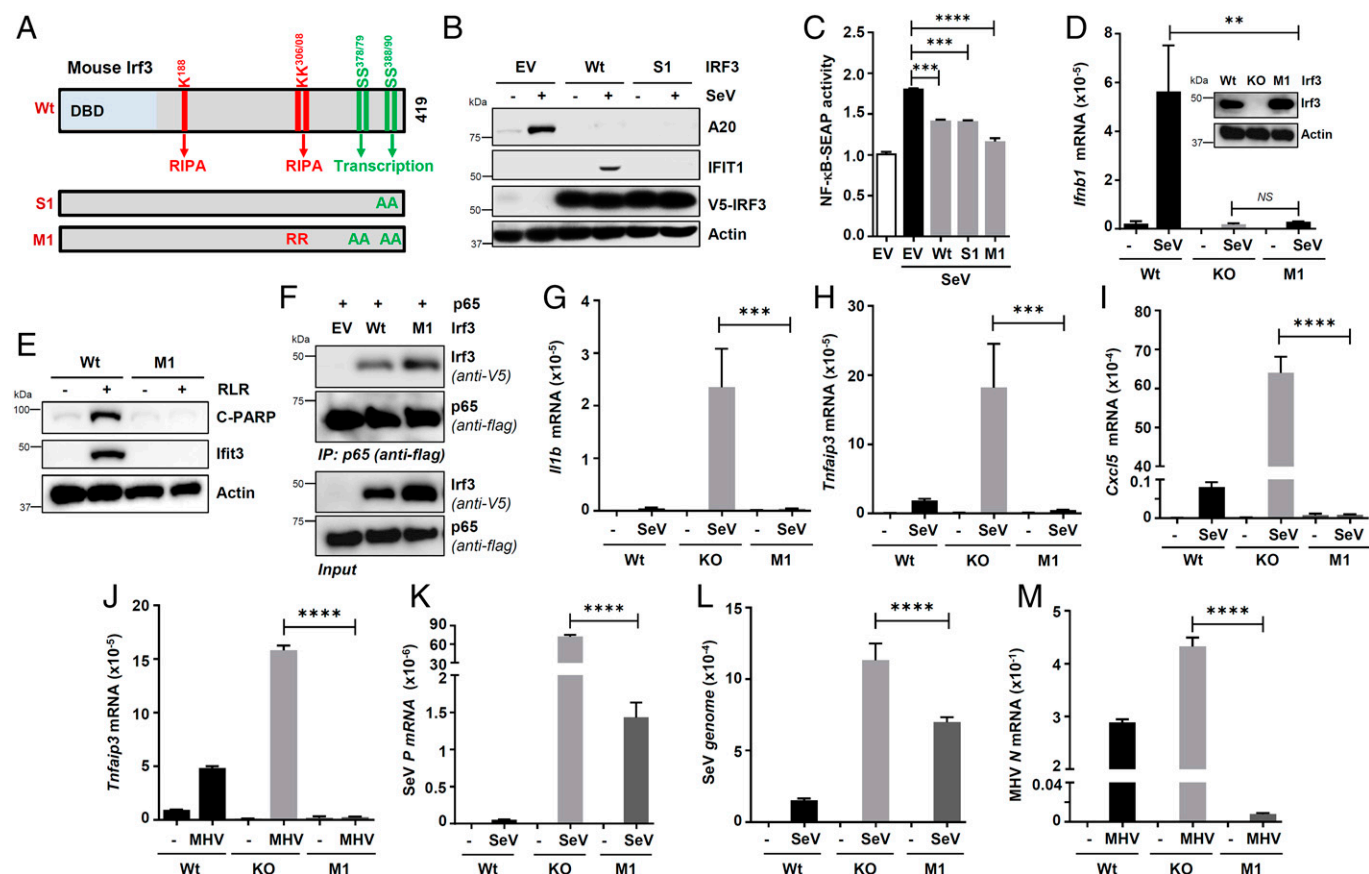 A
Mouse Irf3
K188
KK306/08
SS378/79
SS388/90
Wt
DBD
419
RIPA
RIPA
Transcription
S1
AA
M1
RR
AA
AA
B
EV
Wt
S1
IRF3
- + - + - +
SeV
kDa
75
A20
50
IFIT1
50
V5-IRF3
37
Actin
C
NF-κB-SEAP activity
2.5
2.0
1.5
1.0
0.5
0.0
****
***
***
EV EV Wt S1 M1
SeV
D
Ifnb1 mRNA (x10-5)
8
6
4
2
0
**
Wt KO M1 Irf3
kDa
50
Irf3
37
Actin
NS
- SeV - SeV - SeV
Wt KO M1
E
Wt M1
- + - +
RLR
kDa
100
C-PARP
50
Ifit3
37
Actin
F
+ + + p65
EV Wt M1 Irf3
kDa
50
Irf3
(anti-V5)
75
p65
(anti-flag)
IP: p65 (anti-flag)
50
Irf3
(anti-V5)
75
p65
(anti-flag)
Input
G
Il1b mRNA (x10-5)
4
3
2
1
0
***
- SeV - SeV - SeV
Wt KO M1
H
Tnfaip3 mRNA (x10-5)
30
20
10
0
***
- SeV - SeV - SeV
Wt KO M1
I
Cxcl5 mRNA (x10-4)
80
70
60
50
40
0.1
0
****
- SeV - SeV - SeV
Wt KO M1
J
Tnfaip3 mRNA (x10-5)
20
15
10
5
0
****
- MHV - MHV - MHV
Wt KO M1
K
SeV P mRNA (x10-6)
90
60
30
2
1.5
1
0.5
0
****
- SeV - SeV - SeV
Wt KO M1
L
SeV genome (x10-4)
15
10
5
0
****
- SeV - SeV - SeV
Wt KO M1
M
MHV N mRNA (x10-1)
5
4
3
2
1
0.04
0
****
- MHV - MHV - MHV
Wt KO M1